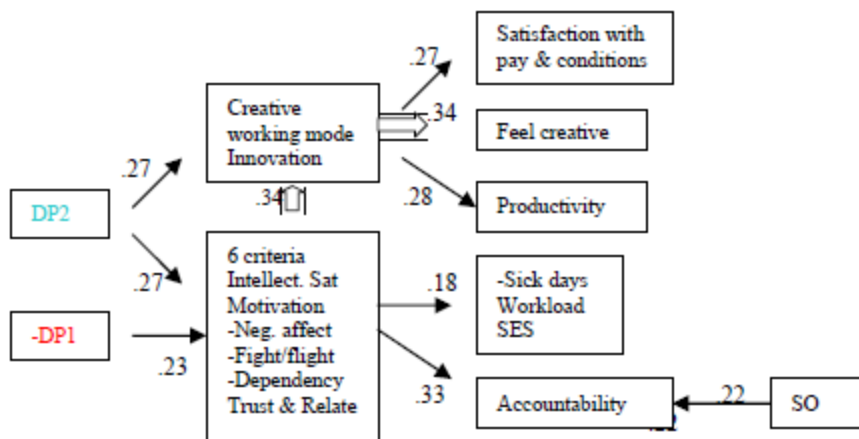 Satisfaction with
pay & conditions
.27
Creative
working mode
Innovation
.34
Feel creative
.27
.34
.28
Productivity
DP2
6 criteria
Intellect. Sat
Motivation
-Neg. affect
-Fight/flight
-Dependency
Trust & Relate
.27
.18
-Sick days
Workload
SES
-DP1
.23
.33
Accountability
.22
SO